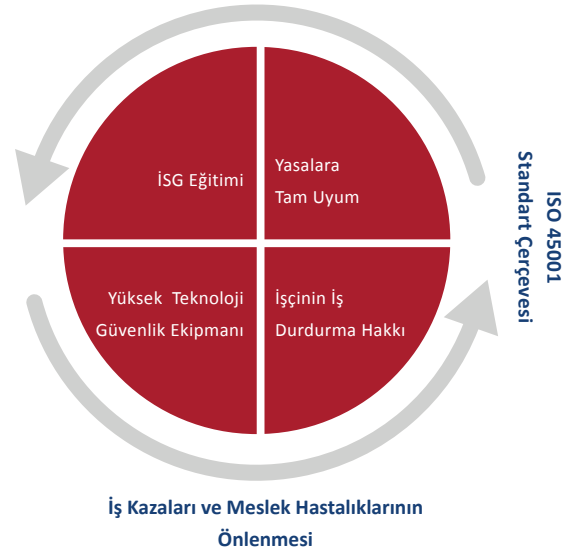 İSG Eğitimi
Yasalara
Tam Uyum
Yüksek Teknoloji
Güvenlik Ekipmanı
İşçinin İş
Durdurma Hakkı
ISO 45001
Standart Çerçevesi
İş Kazaları ve Meslek Hastalıklarının
Önlenmesi